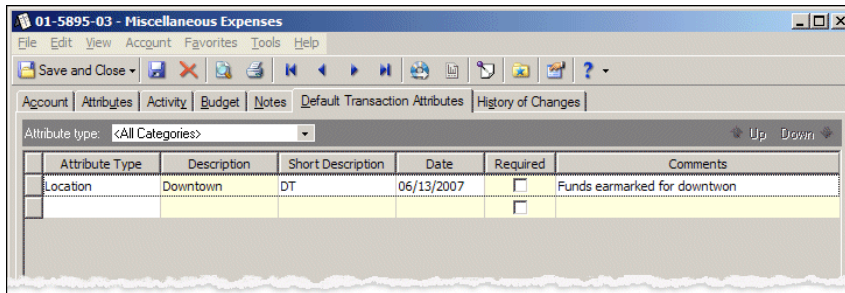 01-5895-03 - Miscellaneous Expenses
File Edit View Account Favorites Tools Help
Save and Close ?
Account Attributes Activity Budget Notes Default Transaction Attributes History of Changes
Attribute type: <All Categories> Up Down
Attribute Type Description Short Description Date Required Comments
Location Downtown DT 06/13/2007 Funds earmarked for downtwon